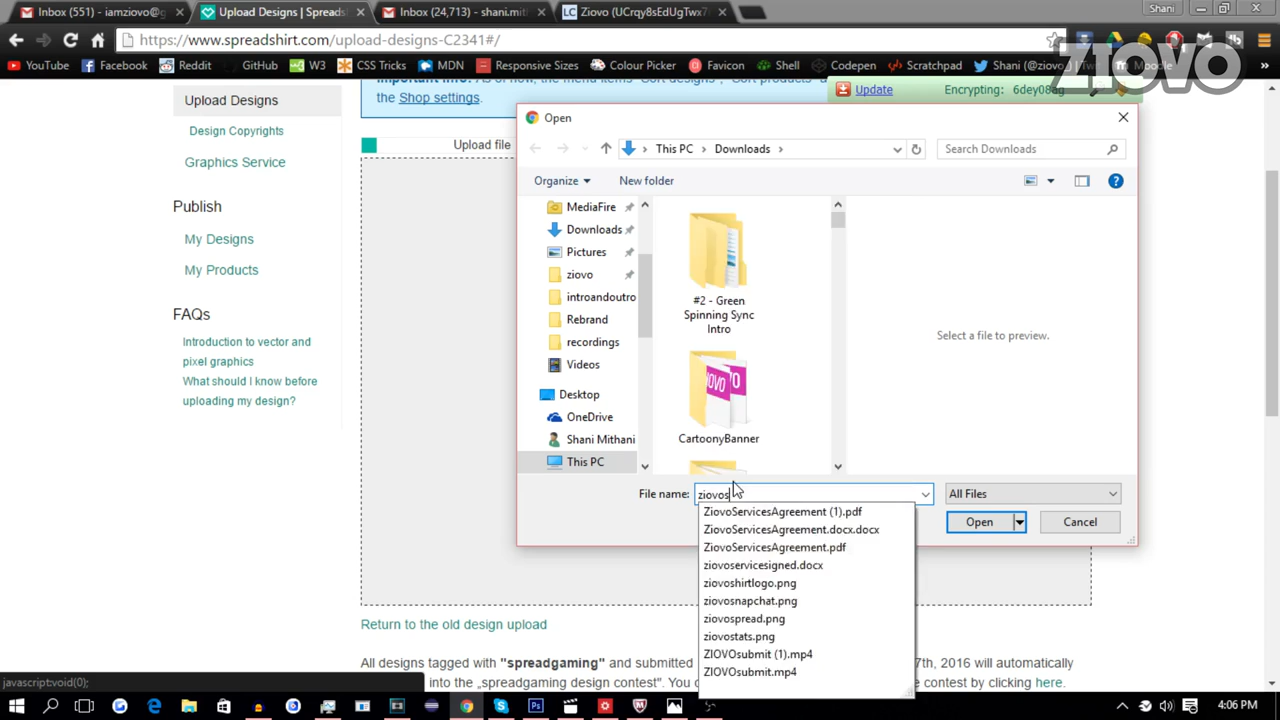 Inbox (551) - iamziovo@g
Upload Designs | Spreads
Inbox (24,713) - shani.mit
Ziovo (UCrqy8sEdUgTwx7
Shani
https://www.spreadshirt.com/upload-designs-C2341#/
YouTube
Facebook
Reddit
GitHub
W3
CSS Tricks
MDN
Responsive Sizes
Colour Picker
Favicon
Shell
Codepen
Scratchpad
Shani (@ziovo.) | Tw
Moodle
»
ZIOVO
the Shop settings.
Update
Encrypting: 6dey08ag
Upload Designs
Design Copyrights
Graphics Service
Publish
My Designs
My Products
FAQs
Introduction to vector and
pixel graphics
What should I know before
uploading my design?
Upload file
Open
This PC
Downloads
Search Downloads
Organize
New folder
MediaFire
Downloads
Pictures
ziovo
introandoutro
Rebrand
recordings
Videos
Desktop
OneDrive
Shani Mithani
This PC
#2 - Green
Spinning Sync
Intro
CartoonyBanner
Select a file to preview.
File name:
ziovos
All Files
Open
Cancel
ZiovoServicesAgreement (1).pdf
ZiovoServicesAgreement.docx.docx
ZiovoServicesAgreement.pdf
ziovoservicesigned.docx
ziovoshirtlogo.png
ziovosnapchat.png
ziovospread.png
ziovostats.png
ZIOVOsubmit (1).mp4
ZIOVOsubmit.mp4
Return to the old design upload
All designs tagged with "spreadgaming" and submitted
7th, 2016 will automatically
into the „spreadgaming design contest". You c
e contest by clicking here.
javascript:void(0);
4:06 PM